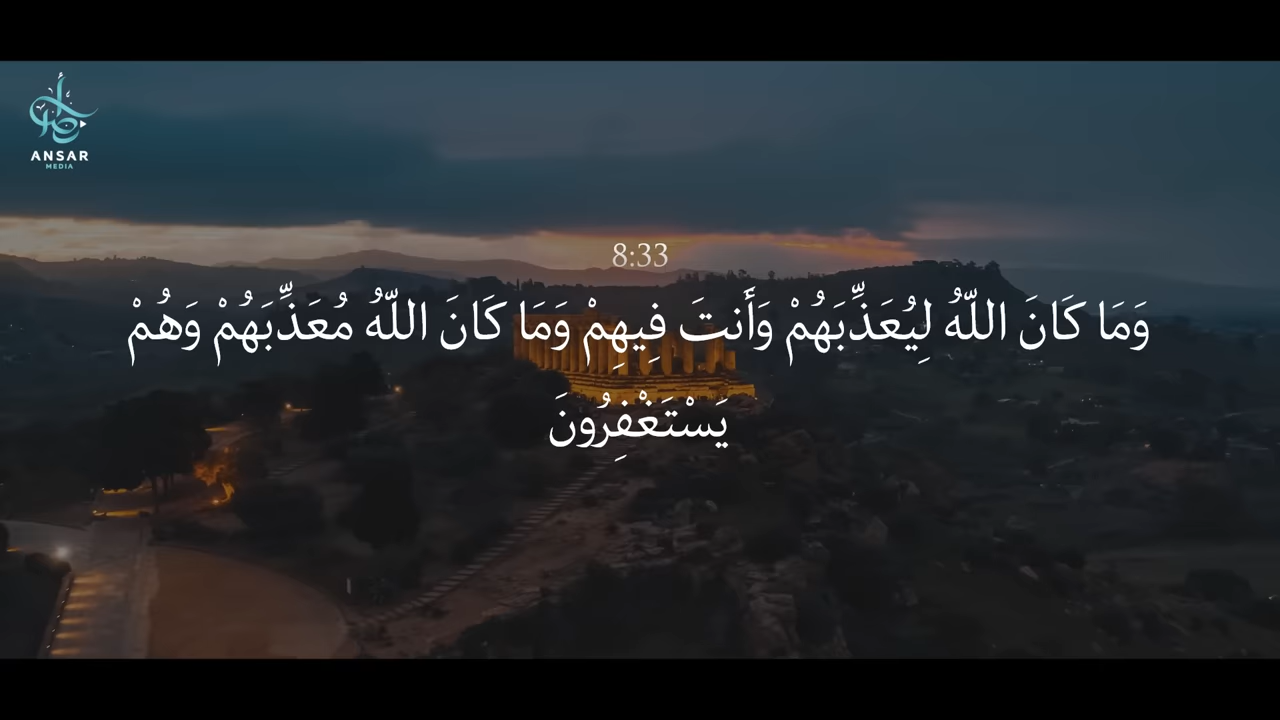 ANSAR
MEDIA
8:33
وَمَا كَانَ اللّهُ لِيُعَذِّبَهُمْ وَأَنتَ فِيهِمْ وَمَا كَانَ اللّهُ مُعَذِّبَهُمْ وَهُمْ
يَسْتَغْفِرُونَ